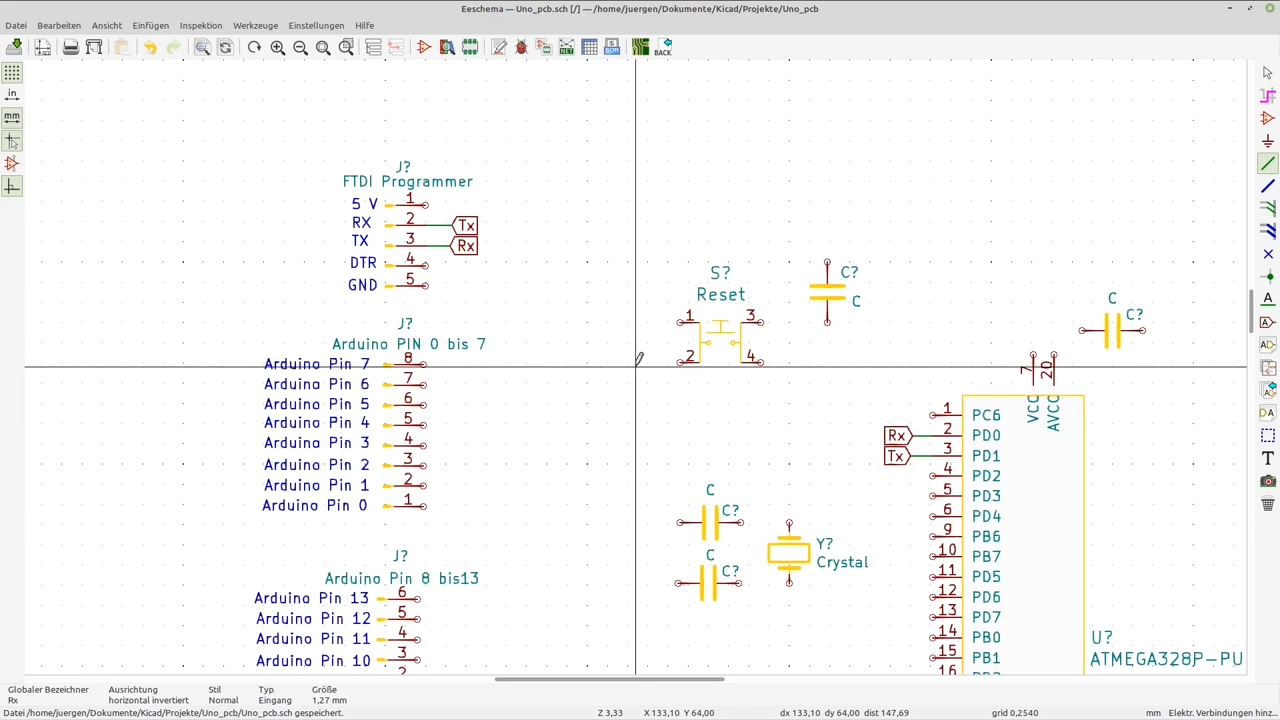 Eeschema — Uno_pcb.sch [/] — /home/juergen/Dokumente/Kicad/Projekte/Uno_pcb
Datei Bearbeiten Ansicht Einfügen Inspektion Werkzeuge Einstellungen Hilfe
NET
BOM
BACK
in
mm
J?
FTDI Programmer
5 V 1
RX 2 Tx
TX 3 Rx
DTR 4
GND 5
J?
Arduino PIN 0 bis 7
Arduino Pin 7 8
Arduino Pin 6 7
Arduino Pin 5 6
Arduino Pin 4 5
Arduino Pin 3 4
Arduino Pin 2 3
Arduino Pin 1 2
Arduino Pin 0 1
J?
Arduino Pin 8 bis13
Arduino Pin 13 6
Arduino Pin 12 5
Arduino Pin 11 4
Arduino Pin 10 3
S?
Reset
1 3
2 4
C?
C
C
C?
C
C?
C
C?
Y?
Crystal
7 20
VCC AVCC
1 PC6
Rx 2 PD0
Tx 3 PD1
4 PD2
5 PD3
6 PD4
9 PB6
10 PB7
11 PD5
12 PD6
13 PD7
14 PB0
15 PB1
16
U?
ATMEGA328P-PU
A
DA
T
Globaler Bezeichner Ausrichtung Stil Typ Größe
Rx horizontal invertiert Normal Eingang 1,27 mm
Datei /home/juergen/Dokumente/Kicad/Projekte/Uno_pcb/Uno_pcb.sch gespeichert. Z 3,33 X 133,10 Y 64,00 dx 133,10 dy 64,00 dist 147,69 grid 0,2540 mm Elektr. Verbindungen hinz...